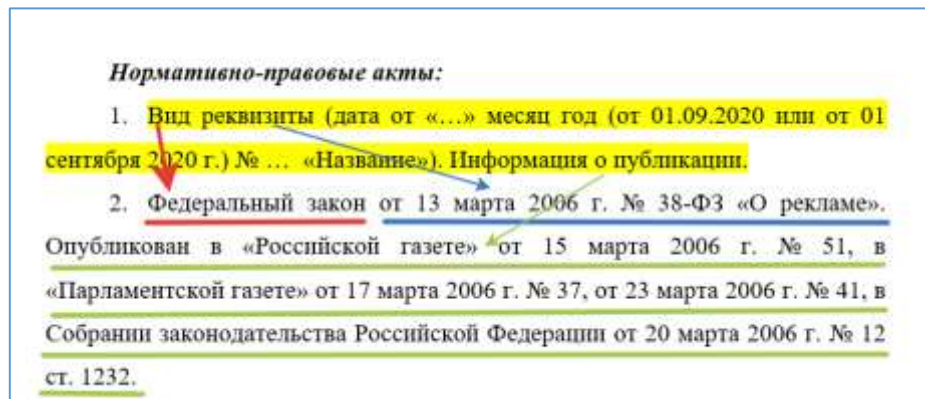 Нормативно-правовые акты:
1. Вид реквизиты (дата от «…» месяц год (от 01.09.2020 или от 01
сентября 2020 г.) № … «Название»). Информация о публикации.
2. Федеральный закон от 13 марта 2006 г. № 38-ФЗ «О рекламе».
Опубликован в «Российской газете» от 15 марта 2006 г. № 51, в
«Парламентской газете» от 17 марта 2006 г. № 37, от 23 марта 2006 г. № 41, в
Собрании законодательства Российской Федерации от 20 марта 2006 г. № 12
ст. 1232.